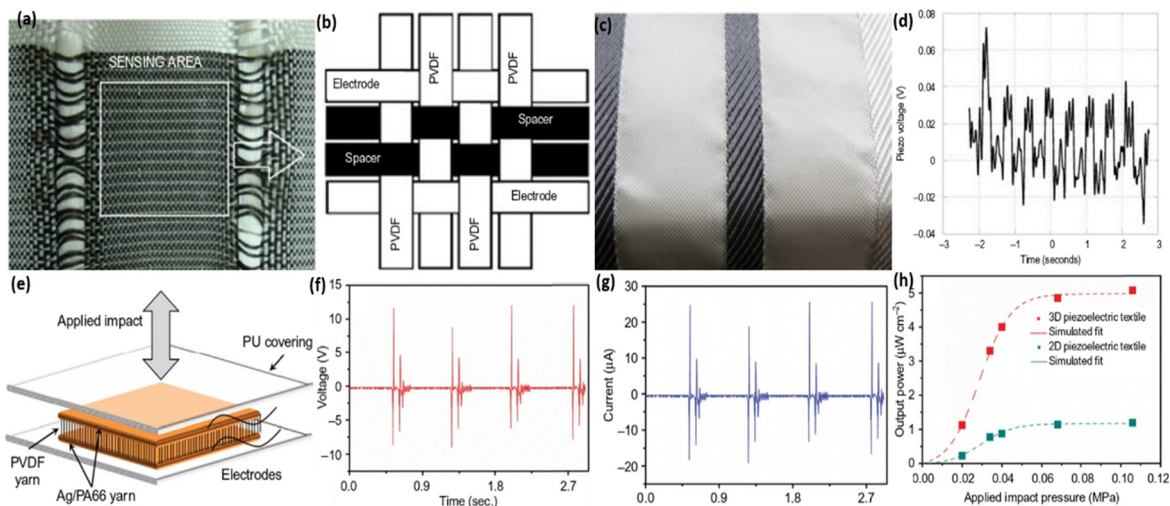 (a)
SENSING AREA
(b)
PVDF
PVDF
Electrode
Spacer
Spacer
Electrode
PVDF
PVDF
(c)
(d)
0.08
0.06
0.04
0.02
0
–0.02
–0.04
Piezo voltage (V)
–3
–2
–1
0
1
2
3
Time (seconds)
(e)
Applied impact
PU covering
PVDF
yarn
Ag/PA66 yarn
Electrodes
(f)
15
10
5
0
–5
–10
Voltage (V)
0.0
0.9
1.8
2.7
Time (sec.)
(g)
30
20
10
0
–10
–20
Current (µA)
0.0
0.9
1.8
2.7
(h)
5
4
3
2
1
0
Output power (µW cm⁻²)
3D piezoelectric textile
Simulated fit
2D piezoelectric textile
Simulated fit
0.00
0.02
0.04
0.06
0.08
0.10
0.12
Applied impact pressure (MPa)